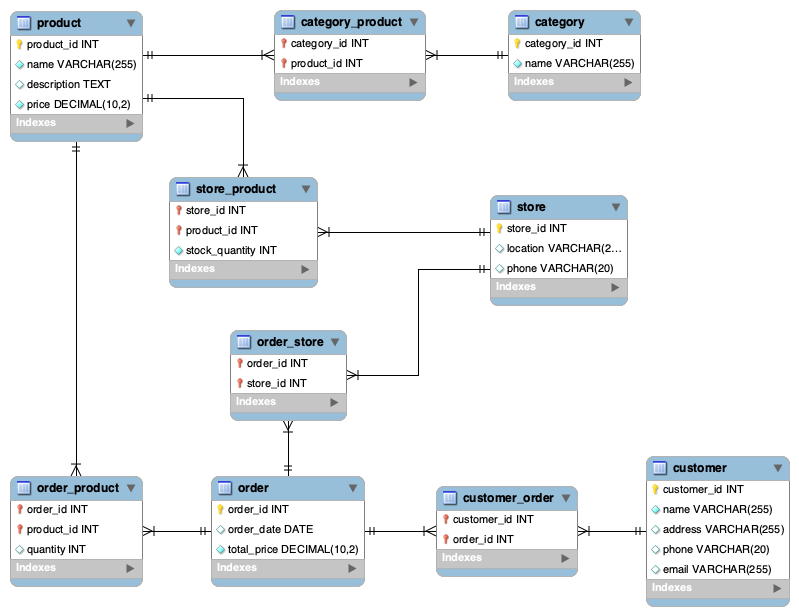 product
product_id INT
name VARCHAR(255)
description TEXT
price DECIMAL(10,2)
Indexes
category_product
category_id INT
product_id INT
Indexes
category
category_id INT
name VARCHAR(255)
Indexes
store_product
store_id INT
product_id INT
stock_quantity INT
Indexes
store
store_id INT
location VARCHAR(2...
phone VARCHAR(20)
Indexes
order_store
order_id INT
store_id INT
Indexes
order_product
order_id INT
product_id INT
quantity INT
Indexes
order
order_id INT
order_date DATE
total_price DECIMAL(10,2)
Indexes
customer_order
customer_id INT
order_id INT
Indexes
customer
customer_id INT
name VARCHAR(255)
address VARCHAR(255)
phone VARCHAR(20)
email VARCHAR(255)
Indexes